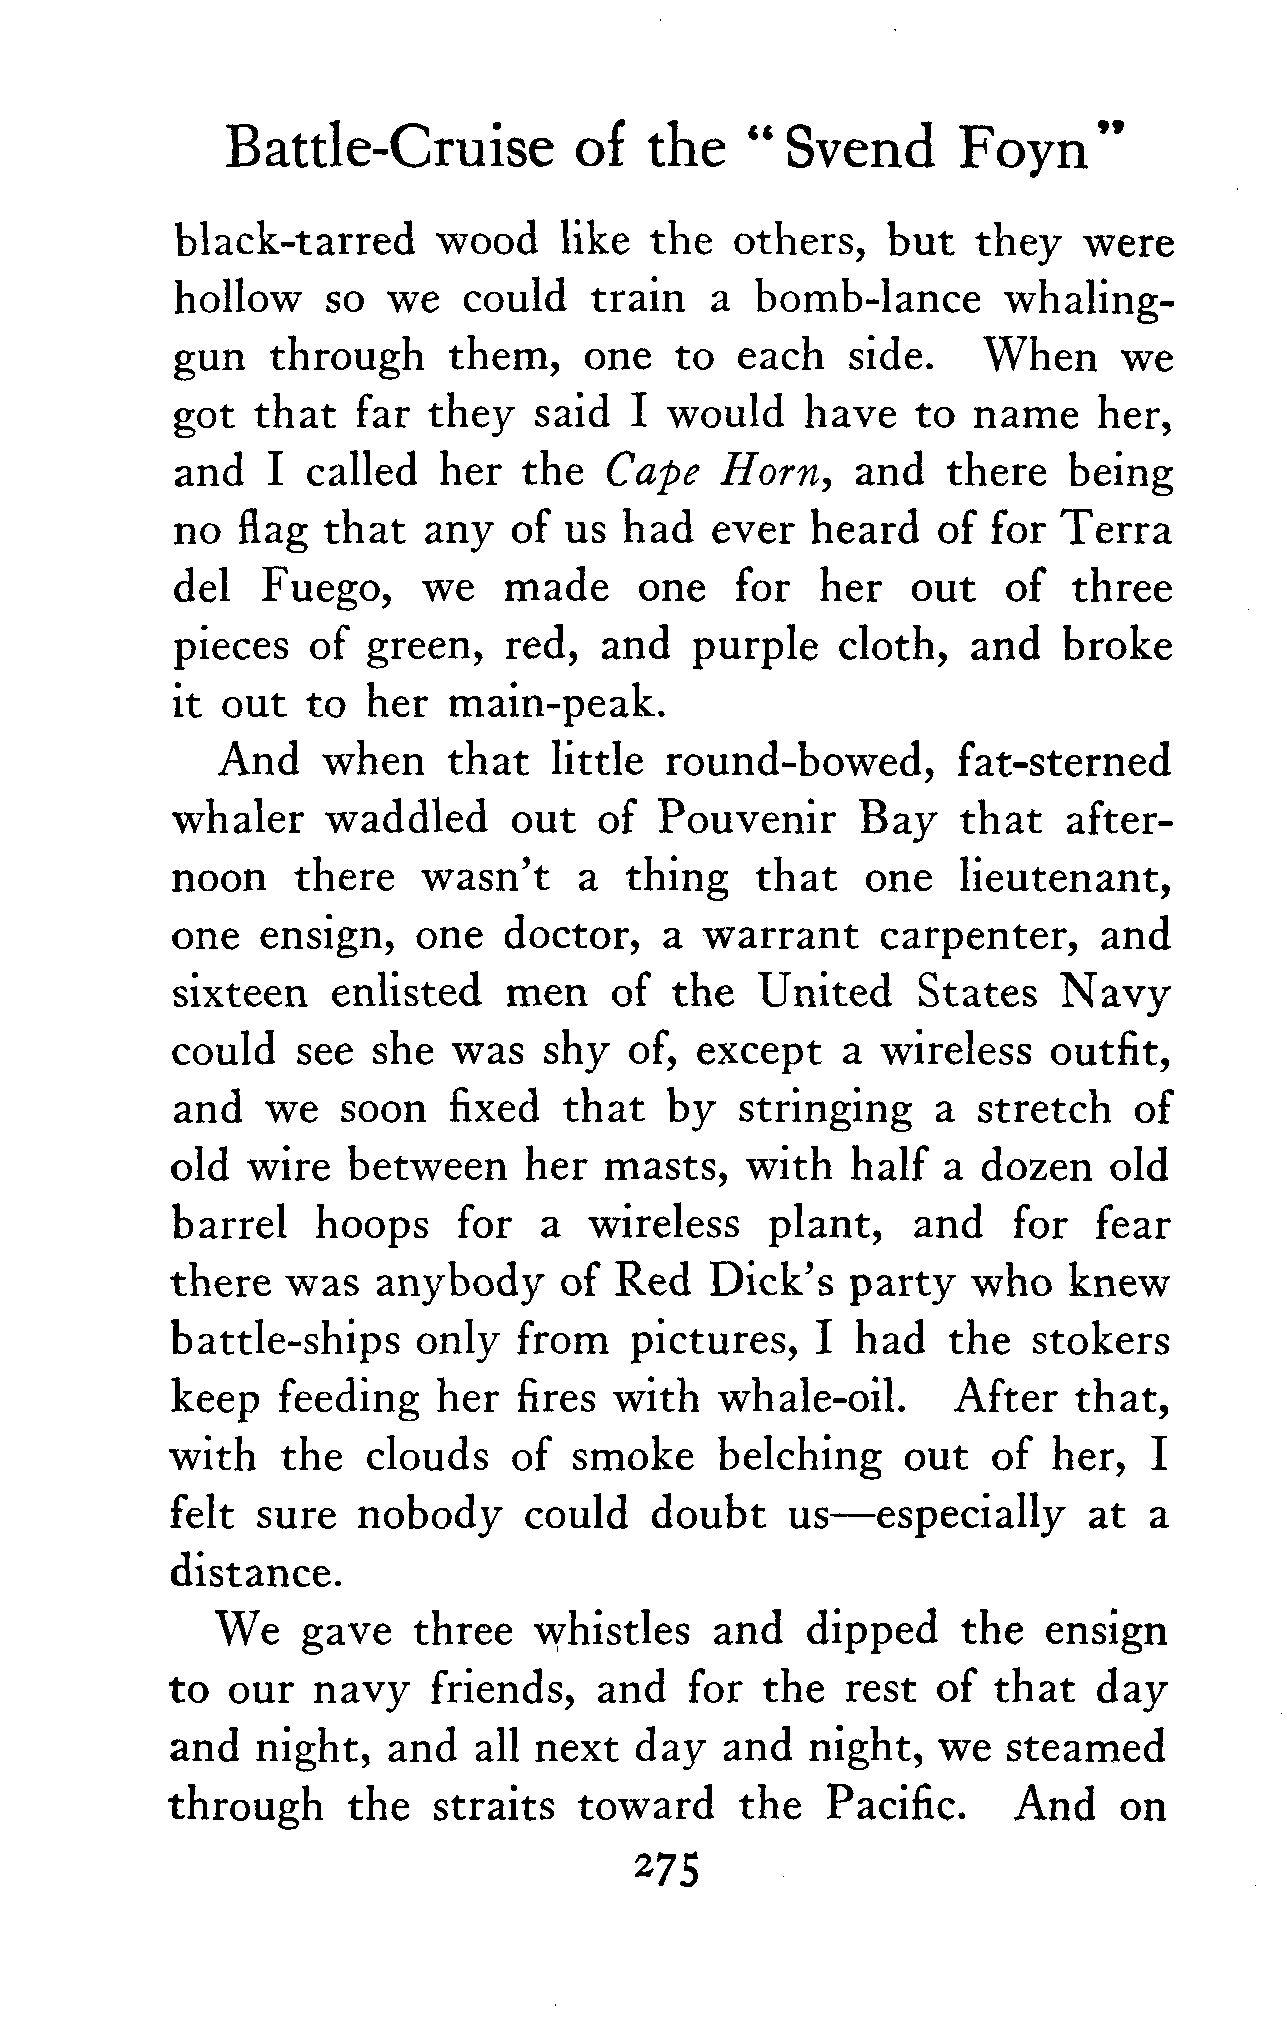 Battle-Cruise of the “Svend Foyn”
black-tarred wood like the others, but they were
hollow so we could train a bomb-lance whaling-
gun through them, one to each side. When we
got that far they said I would have to name her,
and I called her the Cape Horn, and there being
no flag that any of us had ever heard of for Terra
del Fuego, we made one for her out of three
pieces of green, red, and purple cloth, and broke
it out to her main-peak.
And when that little round-bowed, fat-sterned
whaler waddled out of Pouvenir Bay that after-
noon there wasn’t a thing that one lieutenant,
one ensign, one doctor, a warrant carpenter, and
sixteen enlisted men of the United States Navy
could see she was shy of, except a wireless outfit,
and we soon fixed that by stringing a stretch of
old wire between her masts, with half a dozen old
barrel hoops for a wireless plant, and for fear
there was anybody of Red Dick’s party who knew
battle-ships only from pictures, I had the stokers
keep feeding her fires with whale-oil. After that,
with the clouds of smoke belching out of her, I
felt sure nobody could doubt us—especially at a
distance.
We gave three whistles and dipped the ensign
to our navy friends, and for the rest of that day
and night, and all next day and night, we steamed
through the straits toward the Pacific. And on
275